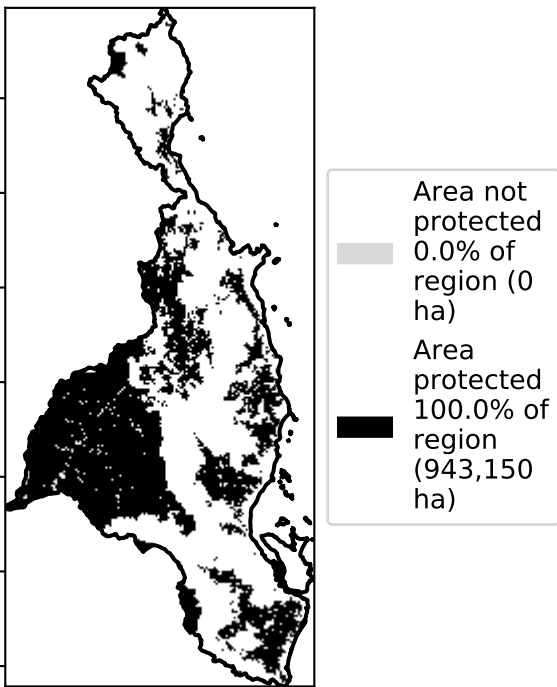 Area not
protected
0.0% of
region (0
ha)
Area
protected
100.0% of
region
(943,150
ha)